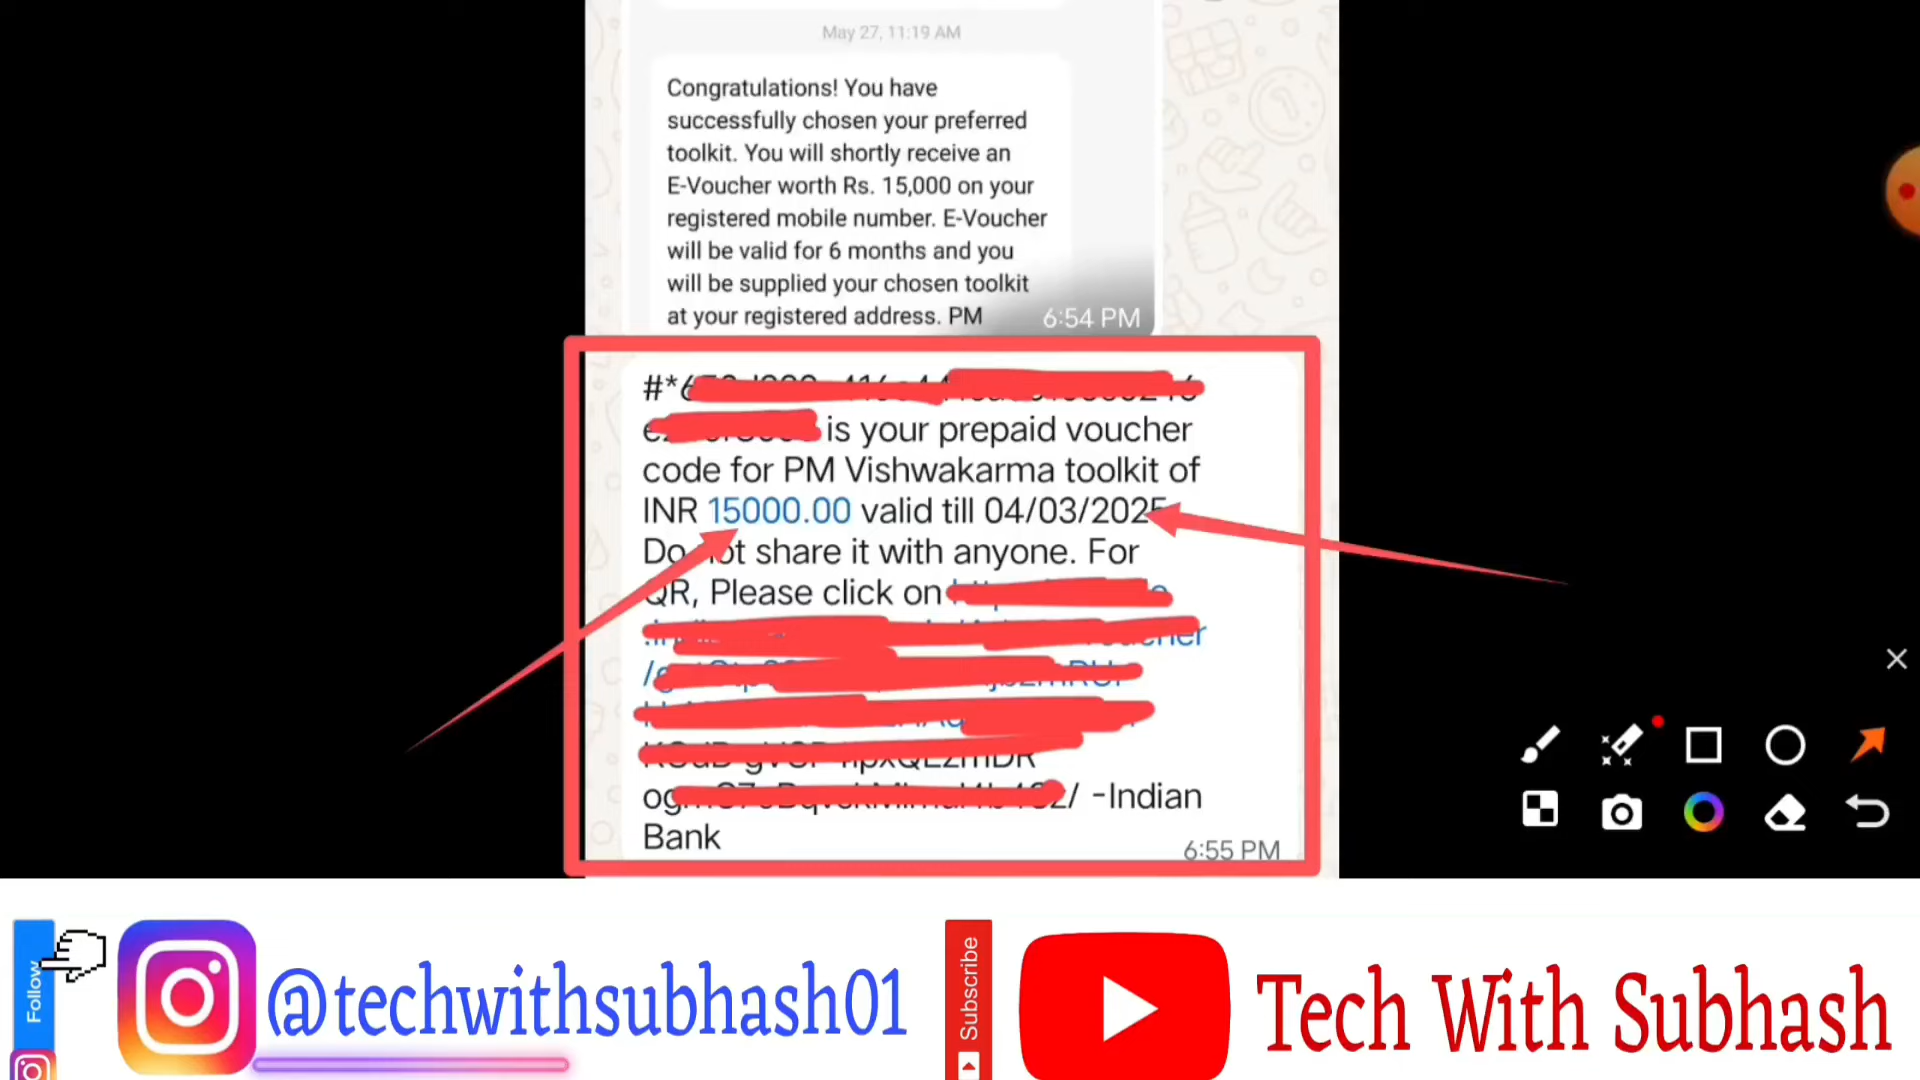 May 27, 11:19 AM
Congratulations! You have
successfully chosen your preferred
toolkit. You will shortly receive an
E-Voucher worth Rs. 15,000 on your
registered mobile number. E-Voucher
will be valid for 6 months and you
will be supplied your chosen toolkit
at your registered address. PM
6:54 PM
is your prepaid voucher
code for PM Vishwakarma toolkit of
INR 15000.00 valid till 04/03/2025
Do not share it with anyone. For
QR, Please click on
/ -Indian
Bank
6:55 PM
Follow
@techwithsubhash01
Subscribe
Tech With Subhash